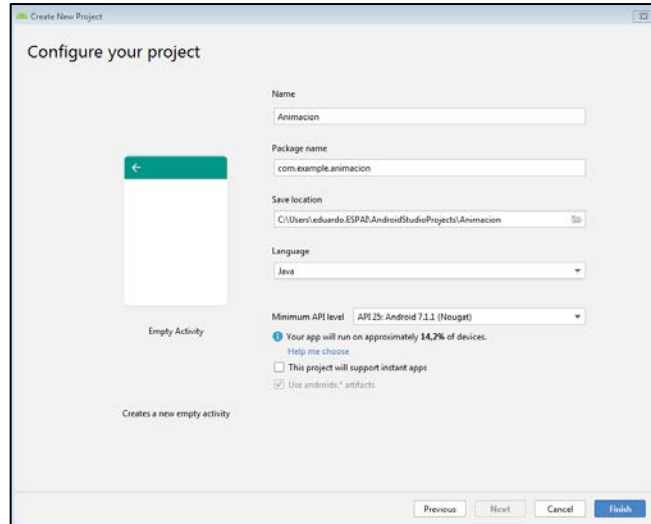 Create New Project
Configure your project
Name
Animacion
Package name
com.example.animacion
Save location
C:\Users\eduardo.ESPAI\AndroidStudioProjects\Animacion
Language
Java
Minimum API level API 25: Android 7.1.1 (Nougat)
Your app will run on approximately 14,2% of devices.
Help me choose
This project will support instant apps
Use androidx.* artifacts
Empty Activity
Creates a new empty activity
Previous Next Cancel Finish